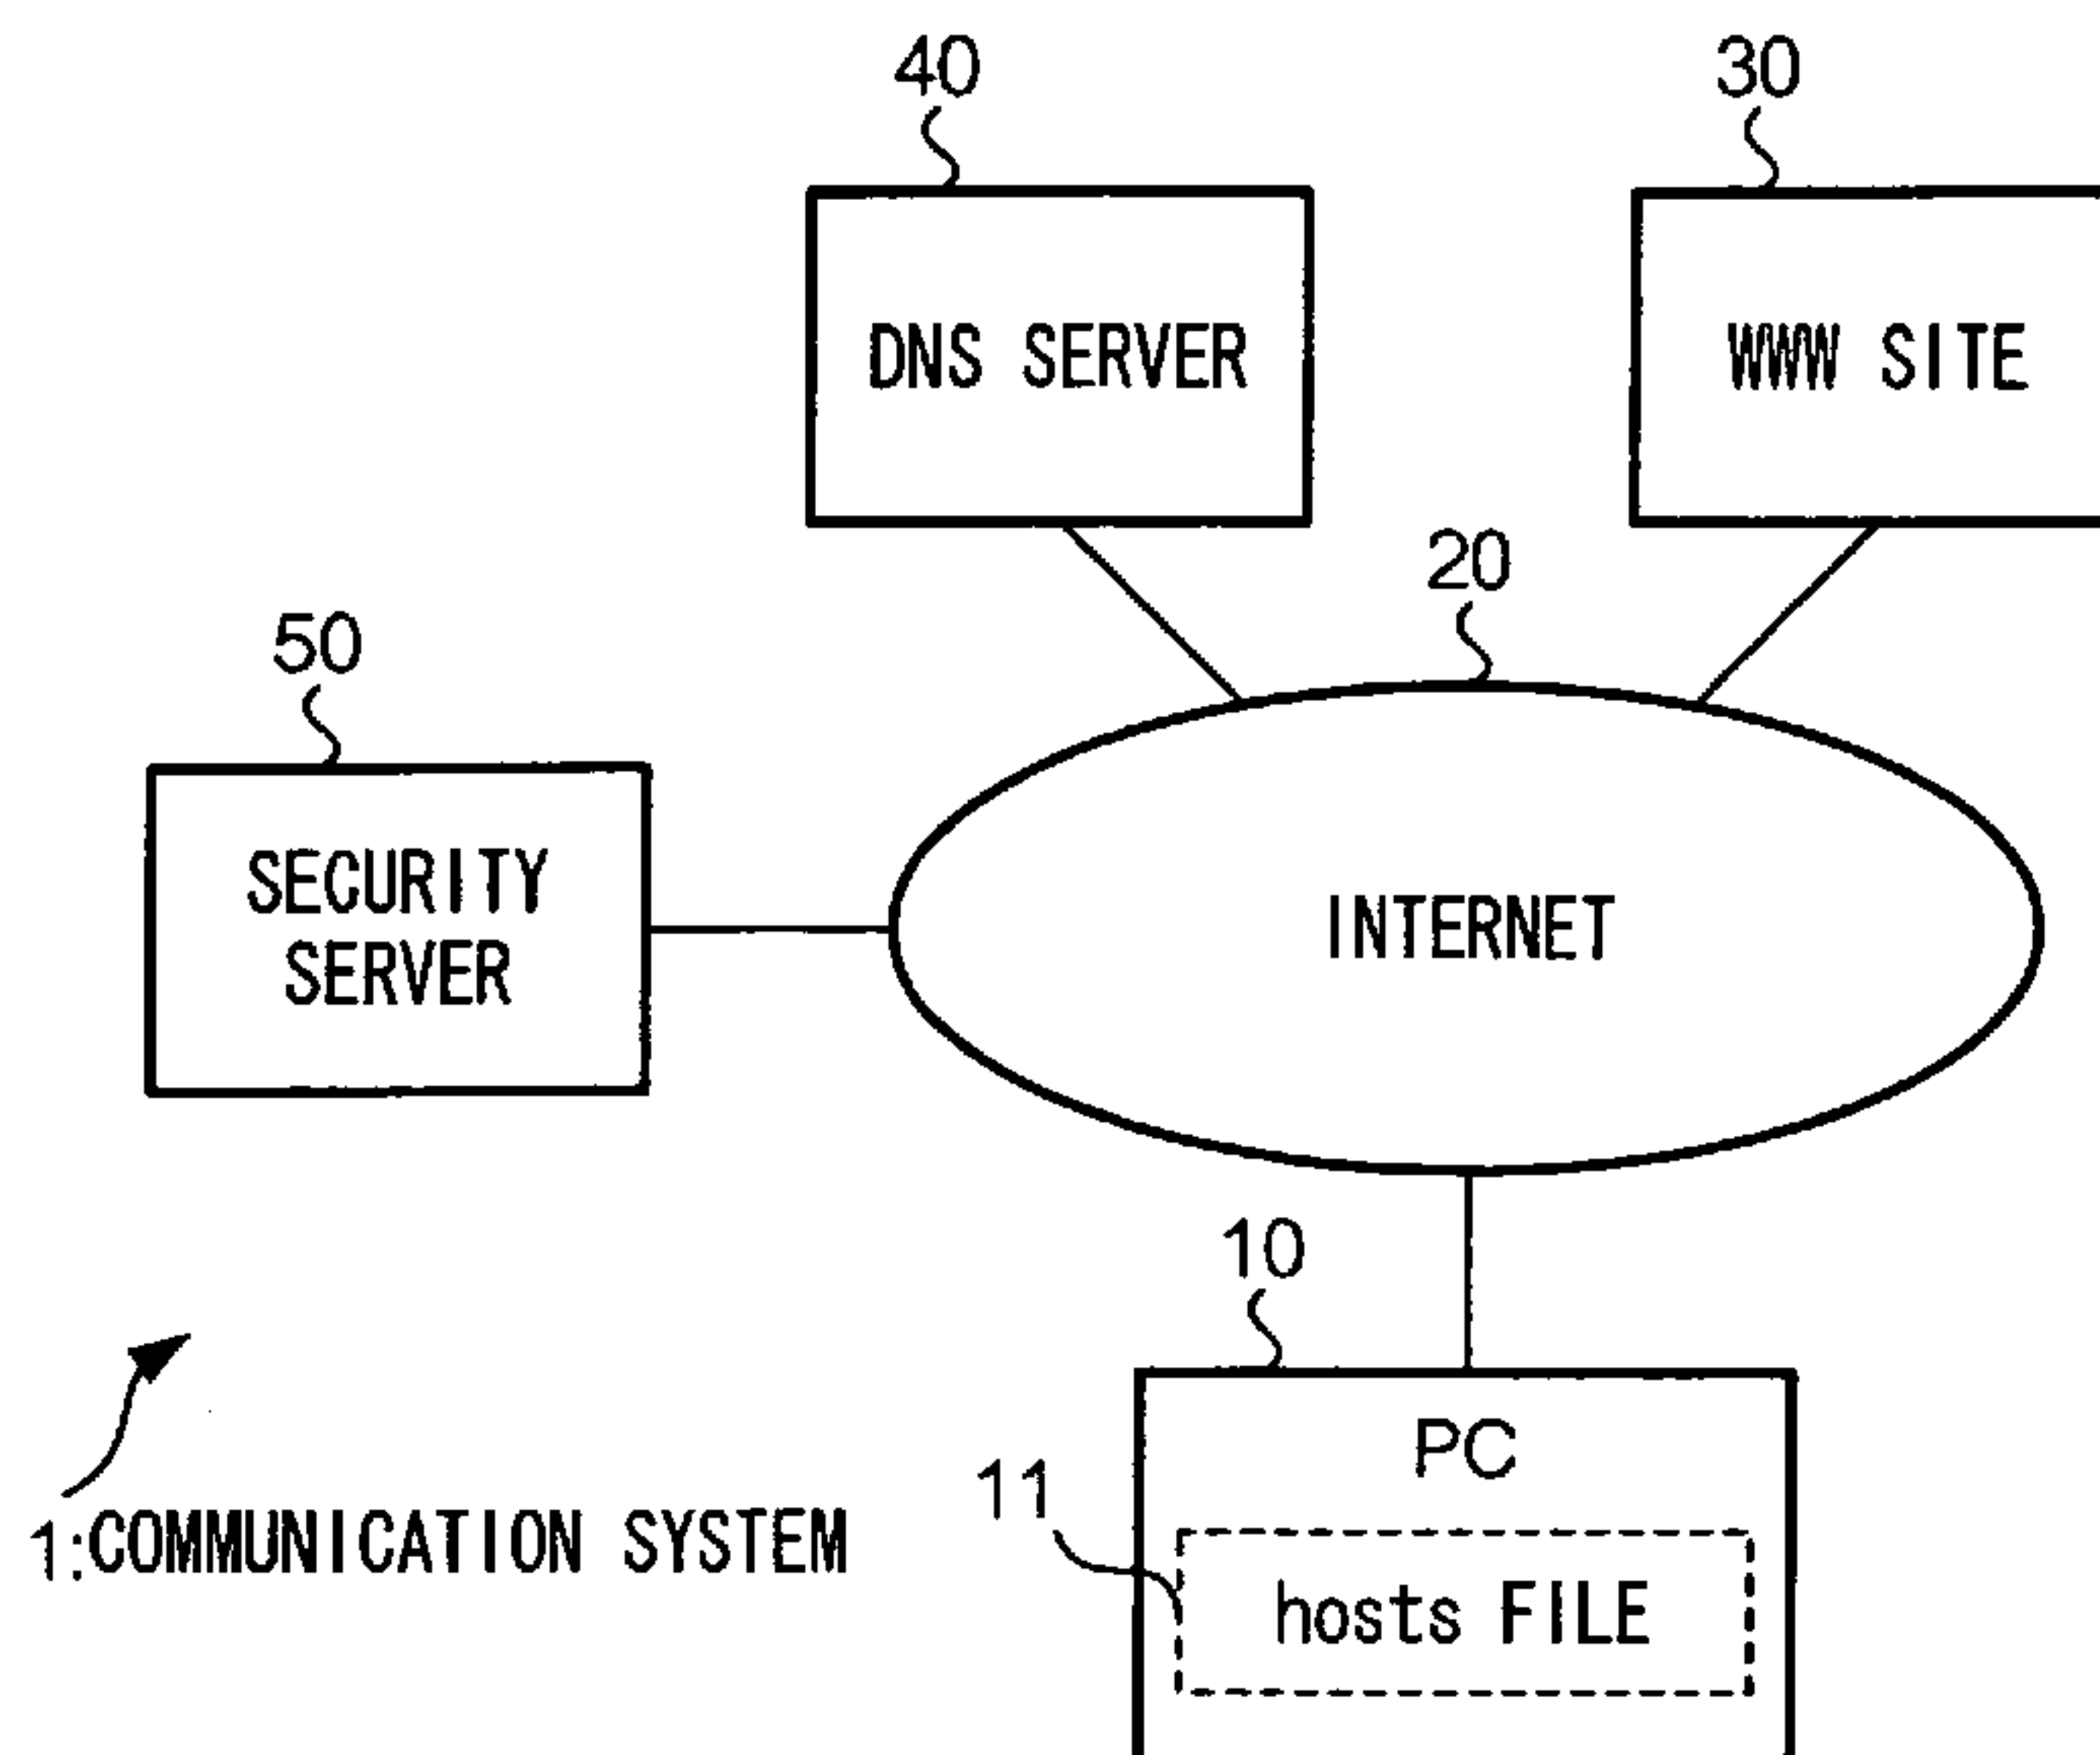 40
30
DNS SERVER
WWW SITE
20
50
SECURITY
SERVER
INTERNET
10
PC
11
hosts FILE
1:COMMUNICATION SYSTEM